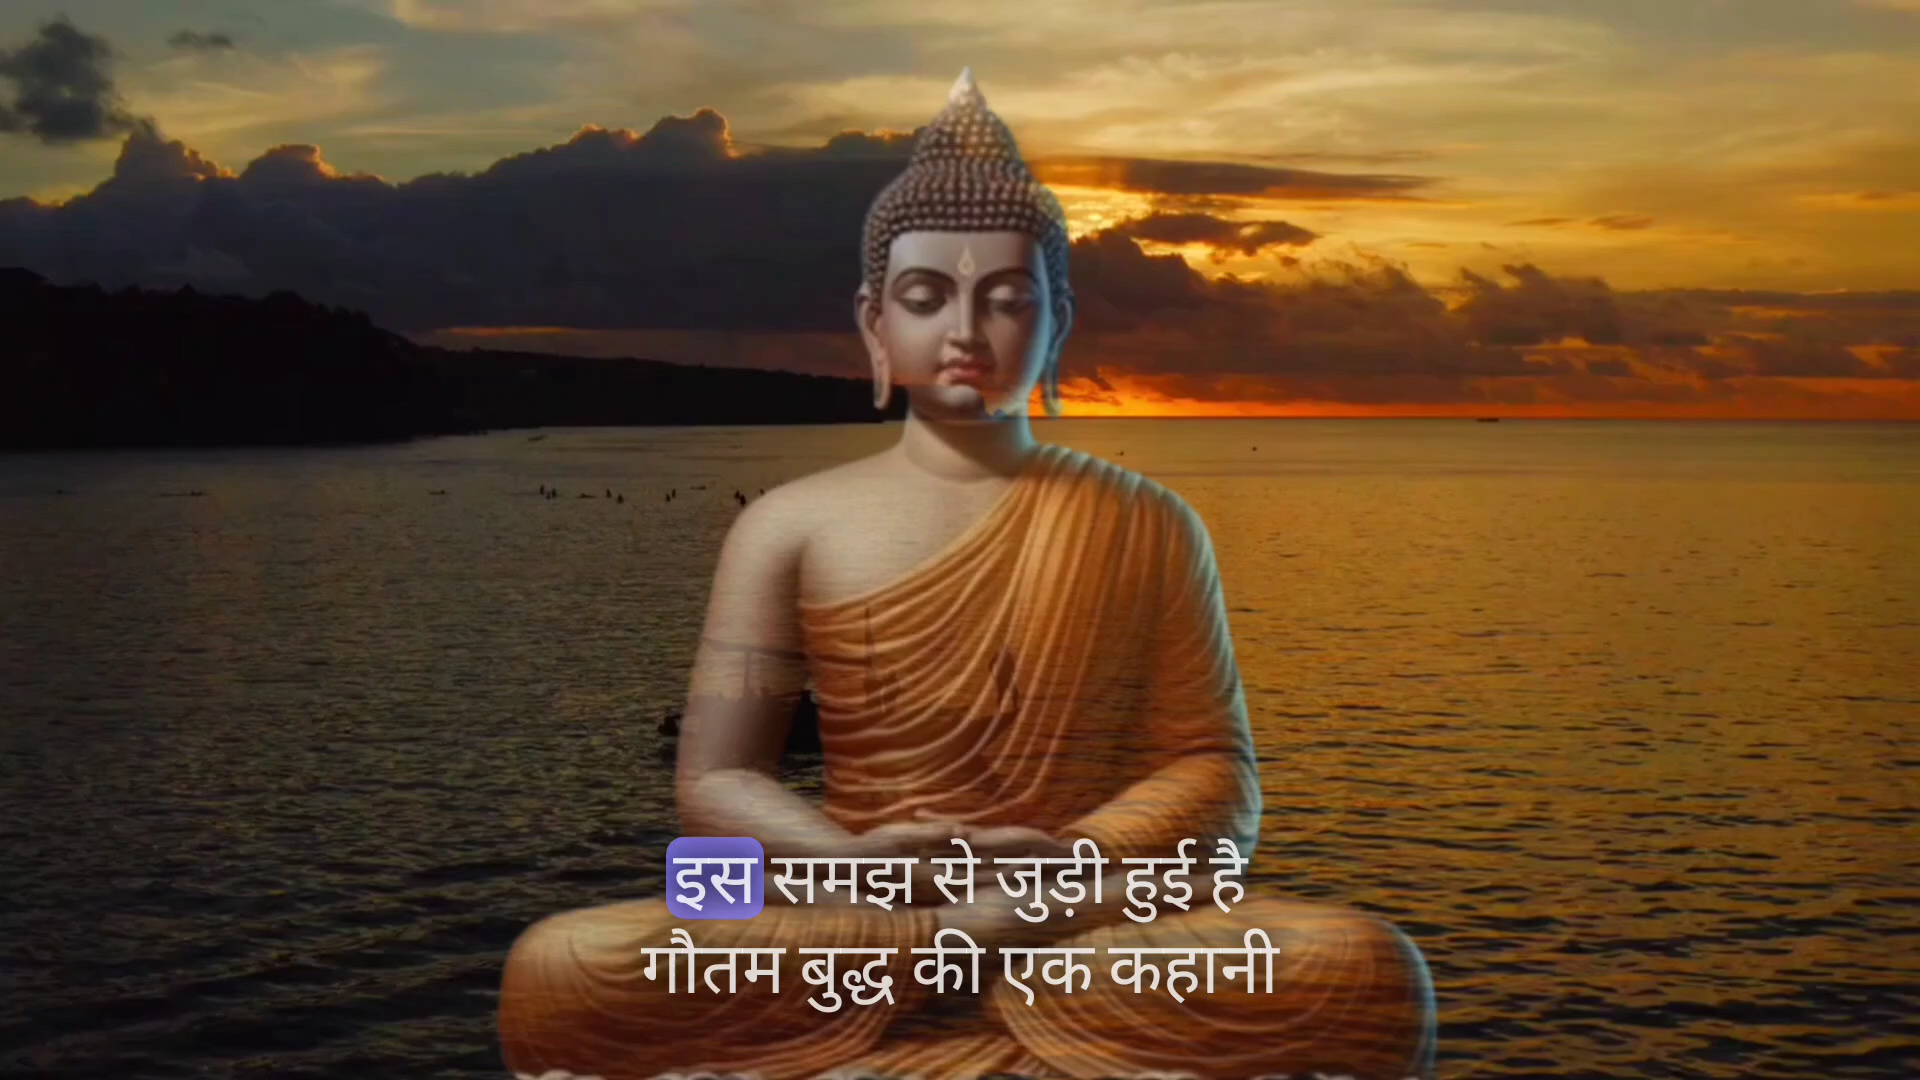 इस समझ से जुड़ी हुई है
गौतम बुद्ध की एक कहानी